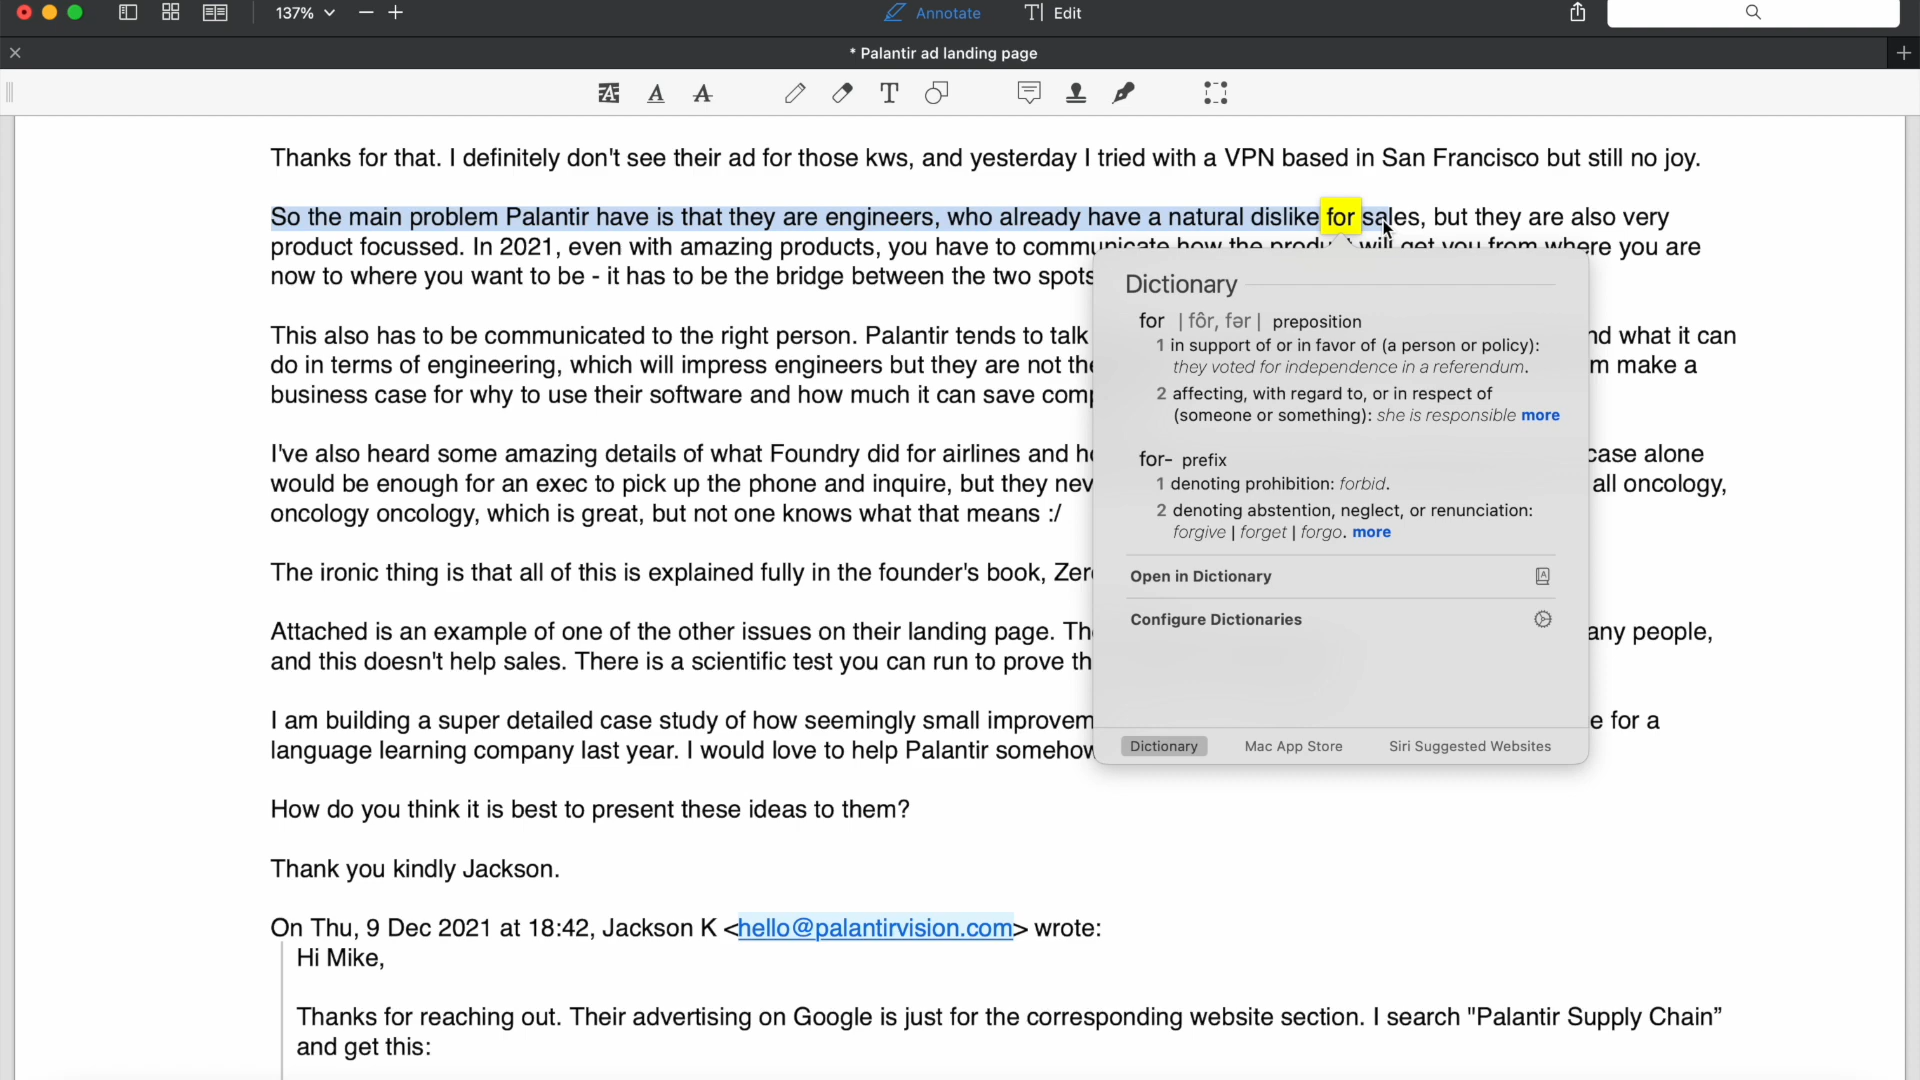 137%
Annotate
Edit
* Palantir ad landing page
Thanks for that. I definitely don't see their ad for those kws, and yesterday I tried with a VPN based in San Francisco but still no joy.
So the main problem Palantir have is that they are engineers, who already have a natural dislike for sales, but they are also very
product focussed. In 2021, even with amazing products, you have to communicate how the product will get you from where you are
now to where you want to be - it has to be the bridge between the two spots
This also has to be communicated to the right person. Palantir tends to talk nd what it can
do in terms of engineering, which will impress engineers but they are not the m make a
business case for why to use their software and how much it can save comp
I've also heard some amazing details of what Foundry did for airlines and ho case alone
would be enough for an exec to pick up the phone and inquire, but they nev all oncology,
oncology oncology, which is great, but not one knows what that means :/
The ironic thing is that all of this is explained fully in the founder's book, Zer
Attached is an example of one of the other issues on their landing page. Th any people,
and this doesn't help sales. There is a scientific test you can run to prove th
I am building a super detailed case study of how seemingly small improvem e for a
language learning company last year. I would love to help Palantir somehow
How do you think it is best to present these ideas to them?
Thank you kindly Jackson.
On Thu, 9 Dec 2021 at 18:42, Jackson K <hello@palantirvision.com> wrote:
Hi Mike,
Thanks for reaching out. Their advertising on Google is just for the corresponding website section. I search "Palantir Supply Chain”
and get this:
Dictionary
for | fôr, fər | preposition
1 in support of or in favor of (a person or policy):
they voted for independence in a referendum.
2 affecting, with regard to, or in respect of
(someone or something): she is responsible more
for- prefix
1 denoting prohibition: forbid.
2 denoting abstention, neglect, or renunciation:
forgive | forget | forgo. more
Open in Dictionary
Configure Dictionaries
Dictionary
Mac App Store
Siri Suggested Websites